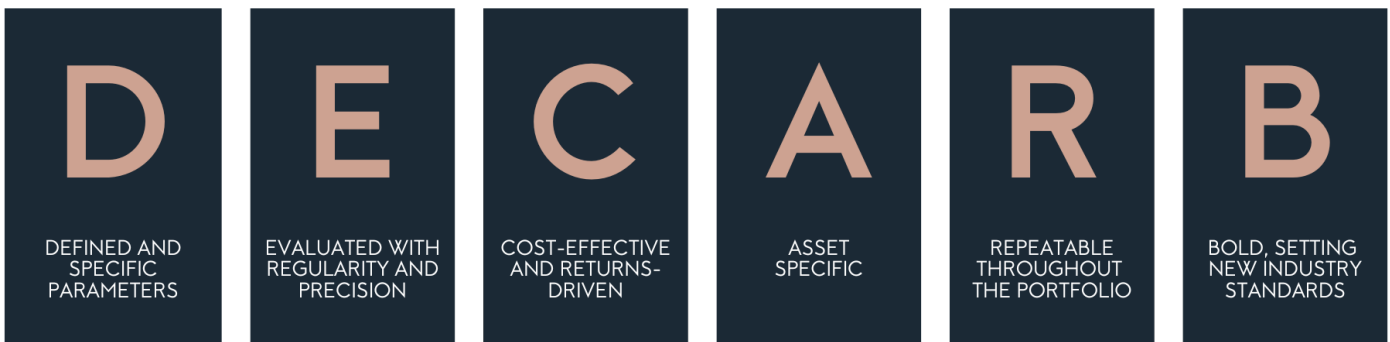 D
DEFINED AND
SPECIFIC
PARAMETERS
E
EVALUATED WITH
REGULARITY AND
PRECISION
C
COST-EFFECTIVE
AND RETURNS-
DRIVEN
A
ASSET
SPECIFIC
R
REPEATABLE
THROUGHOUT
THE PORTFOLIO
B
BOLD, SETTING
NEW INDUSTRY
STANDARDS